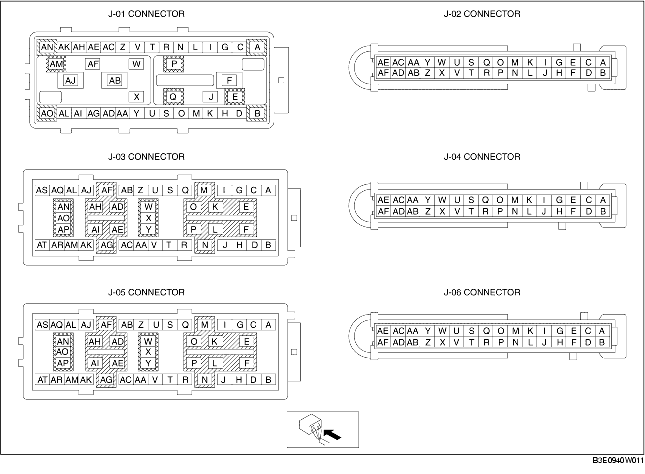 J-01 CONNECTOR
AN AK AH AE AC Z V T R N L I G C A
AM AF W P
AJ AB F
X Q J E
AO AL AI AG AD AA Y U S O M K H D B
J-02 CONNECTOR
AE AC AA Y W U S Q O M K I G E C A
AF AD AB Z X V T R P N L J H F D B
J-03 CONNECTOR
AS AQ AL AJ AF AB Z U S Q M I G C A
AN AH AD W O K E
AO X
AP AI AE Y P L F
AT AR AM AK AG AC AA V T R N J H D B
J-04 CONNECTOR
AE AC AA Y W U S Q O M K I G E C A
AF AD AB Z X V T R P N L J H F D B
J-05 CONNECTOR
AS AQ AL AJ AF AB Z U S Q M I G C A
AN AH AD W O K E
AO X
AP AI AE Y P L F
AT AR AM AK AG AC AA V T R N J H D B
J-06 CONNECTOR
AE AC AA Y W U S Q O M K I G E C A
AF AD AB Z X V T R P N L J H F D B
B3E0940W011